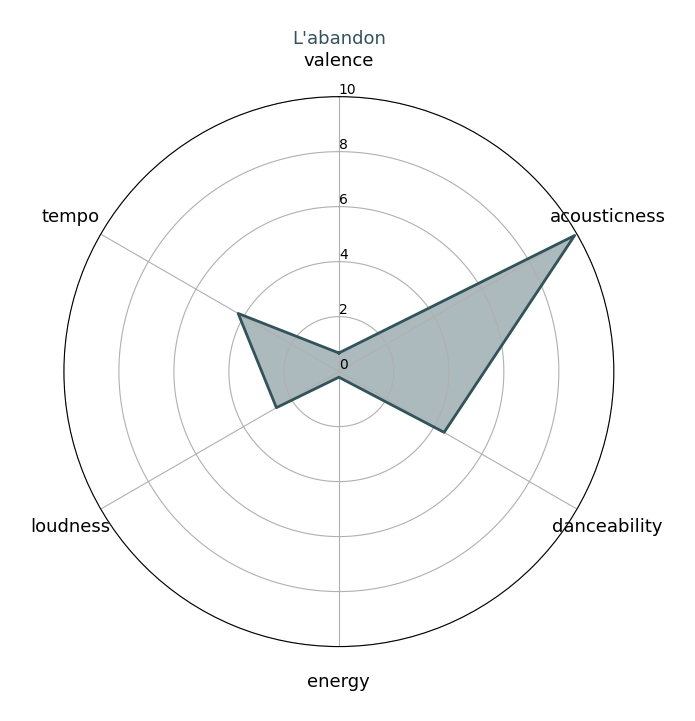 L'abandon
valence
10
8
6
4
2
0
tempo
acousticness
loudness
danceability
energy